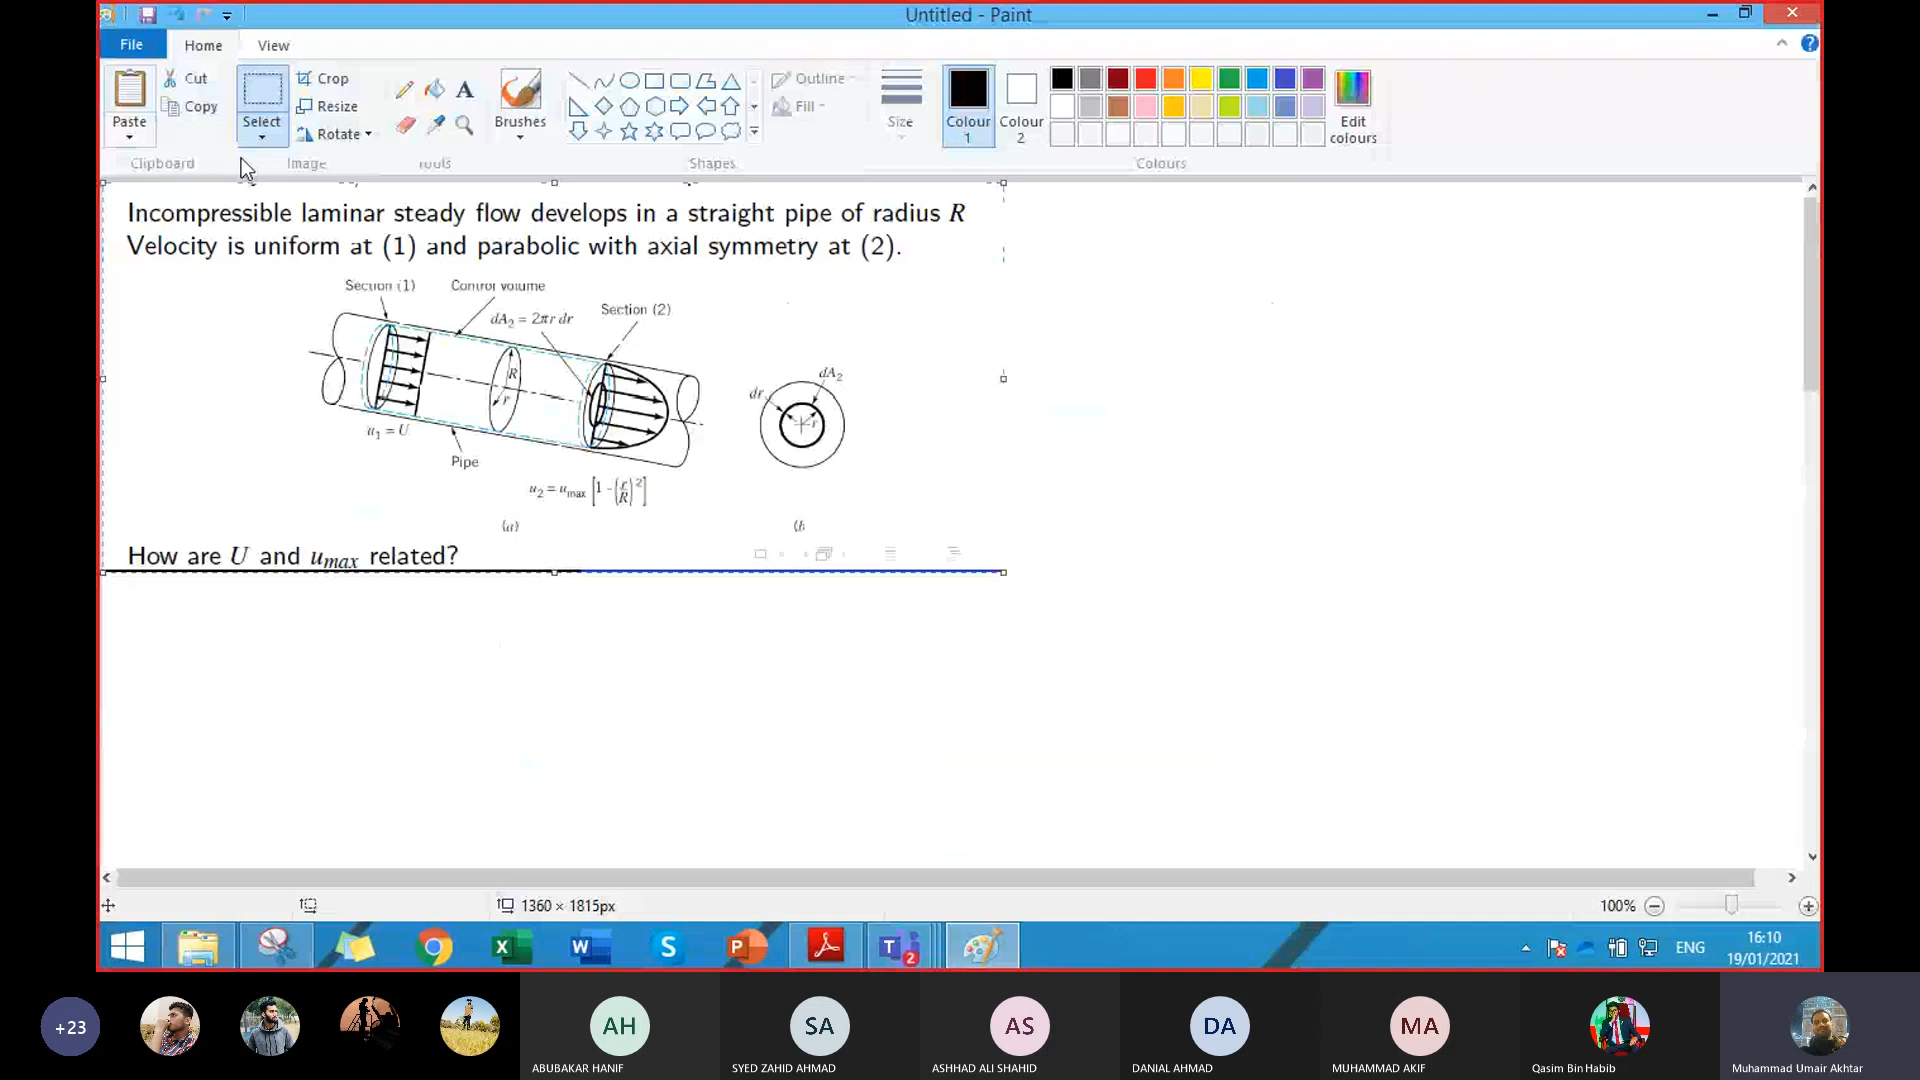 Untitled - Paint
File
Home
View
Cut
Copy
Paste
Select
Crop
Resize
Rotate
A
Brushes
Outline
Fill
Size
Colour
1
Colour
2
Edit
colours
Clipboard
Image
Tools
Shapes
Colours
Incompressible laminar steady flow develops in a straight pipe of radius R
Velocity is uniform at (1) and parabolic with axial symmetry at (2).
Section (1)
Control volume
dA₂ = 2πr dr
Section (2)
R
r
dA₂
dr
r
u₁ = U
Pipe
u₂ = umax [1 - (r/R)²]
(a)
(b
How are U and umax related?
1360 × 1815px
100%
ENG
16:10
19/01/2021
2
+23
AH
SA
AS
DA
MA
ABUBAKAR HANIF
SYED ZAHID AHMAD
ASHHAD ALI SHAHID
DANIAL AHMAD
MUHAMMAD AKIF
Qasim Bin Habib
Muhammad Umair Akhtar